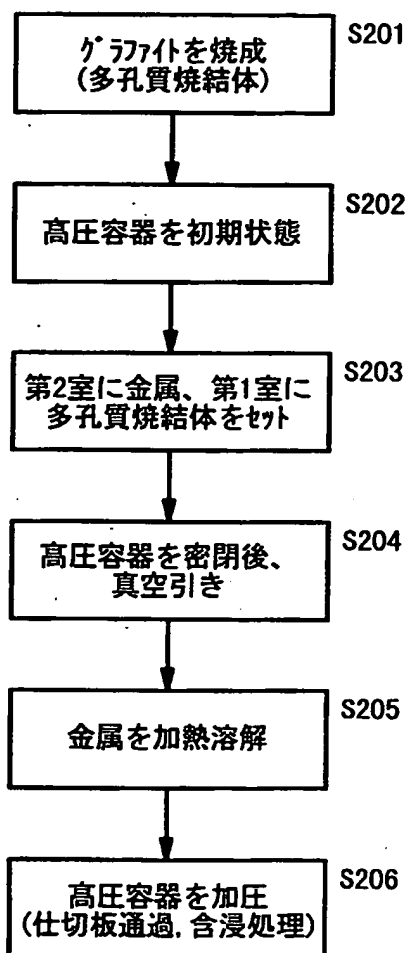 S201
グラファイトを焼成
(多孔質焼結体)
S202
高圧容器を初期状態
S203
第2室に金属、第1室に
多孔質焼結体をセット
S204
高圧容器を密閉後、
真空引き
S205
金属を加熱溶解
S206
高圧容器を加圧
(仕切板通過,含浸処理)